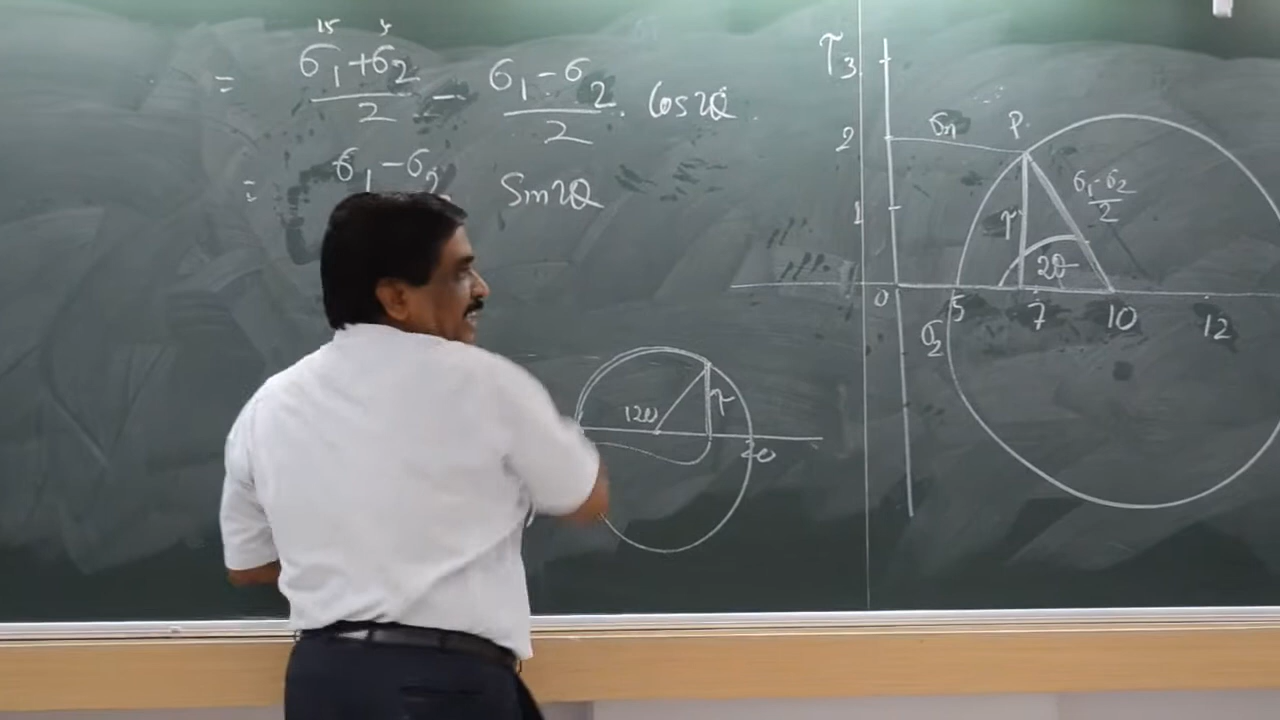 15 5
= σ1+σ2/2 - σ1-σ2/2 . Cos2θ.
= σ1-σ2 Sin2θ
τ 3
2 σn P.
1 τ σ1-σ2/2
2θ
0 5 7 10 12
σ2
120 τ
20